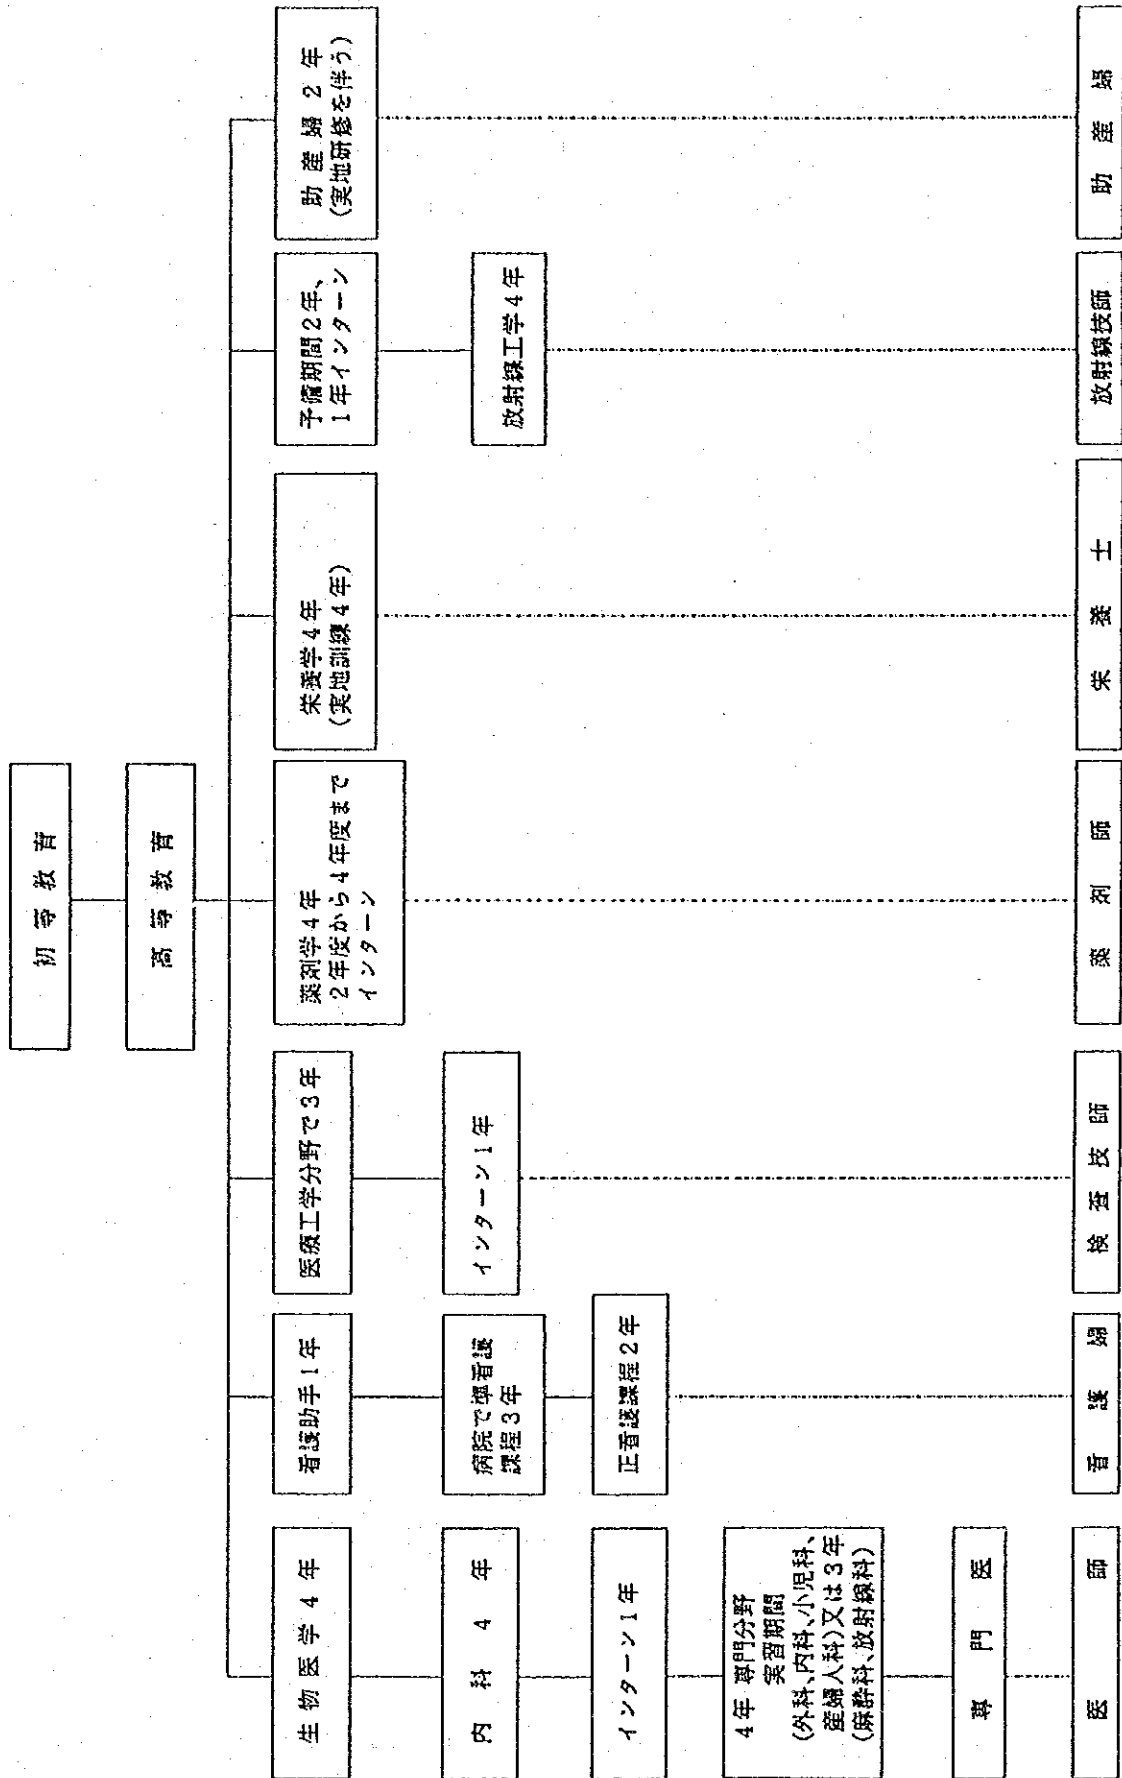 初等教育
高等教育
生物医学4年
内科4年
インターン1年
4年 専門分野
実習期間
(外科、内科、小児科、
産婦人科)又は3年
(麻酔科、放射線科)
専門医
医師
看護助手1年
病院で準看護
課程3年
正看護課程2年
看護婦
医療工学分野で3年
インターン1年
検査技師
薬剤学4年
2年度から4年度まで
インターン
薬剤師
栄養学4年
(実地訓練4年)
栄養士
予備期間2年、
1年インターン
放射線工学4年
放射線技師
助産婦2年
(実地研修を伴う)
助産婦